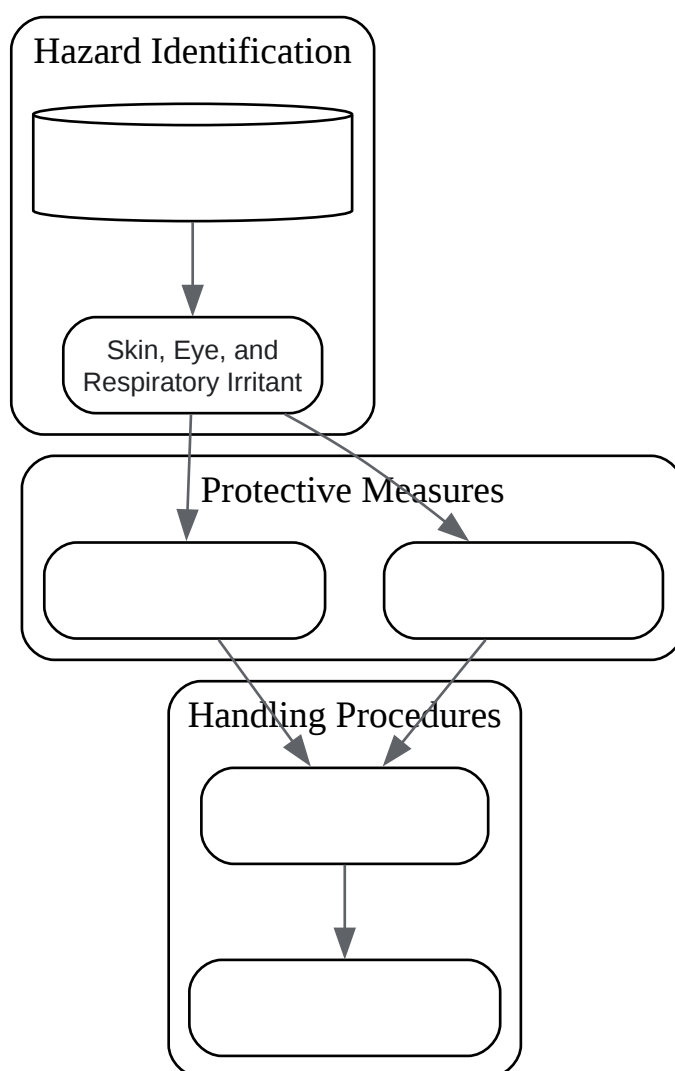 Hazard Identification
Skin, Eye, and
Respiratory Irritant
Protective Measures
Handling Procedures